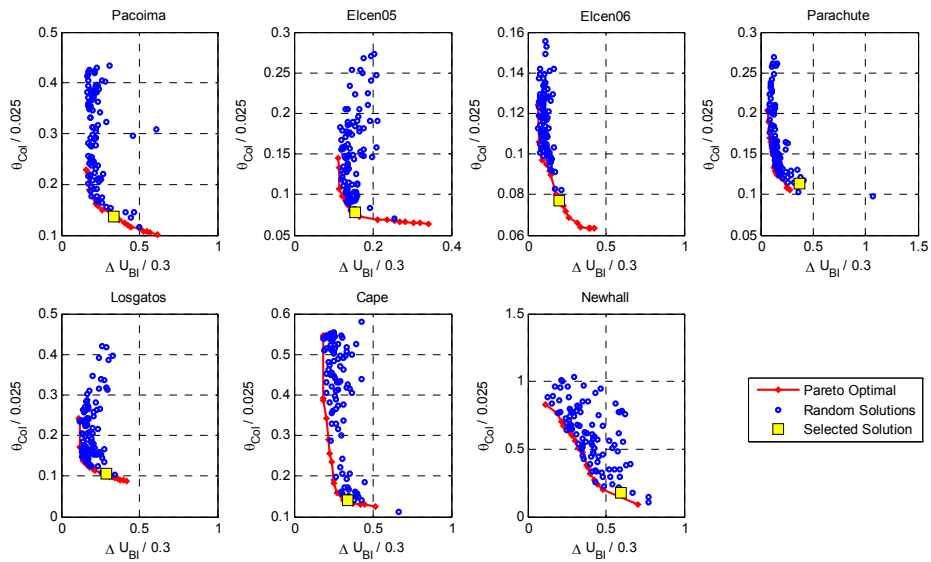 Pacoima
Elcen05
Elcen06
Parachute
0.5
0.4
0.3
0.2
0.1
θCol / 0.025
0
0.5
1
Δ UBI / 0.3
0.3
0.25
0.2
0.15
0.1
0.05
θCol / 0.025
0
0.2
0.4
Δ UBI / 0.3
0.16
0.14
0.12
0.1
0.08
0.06
θCol / 0.025
0
0.5
1
Δ UBI / 0.3
0.3
0.25
0.2
0.15
0.1
0.05
θCol / 0.025
0
0.5
1
1.5
Δ UBI / 0.3
Losgatos
Cape
Newhall
0.5
0.4
0.3
0.2
0.1
0
θCol / 0.025
0
0.5
1
Δ UBI / 0.3
0.6
0.5
0.4
0.3
0.2
0.1
θCol / 0.025
0
0.5
1
Δ UBI / 0.3
1.5
1
0.5
0
θCol / 0.025
0
0.5
1
Δ UBI / 0.3
Pareto Optimal
Random Solutions
Selected Solution